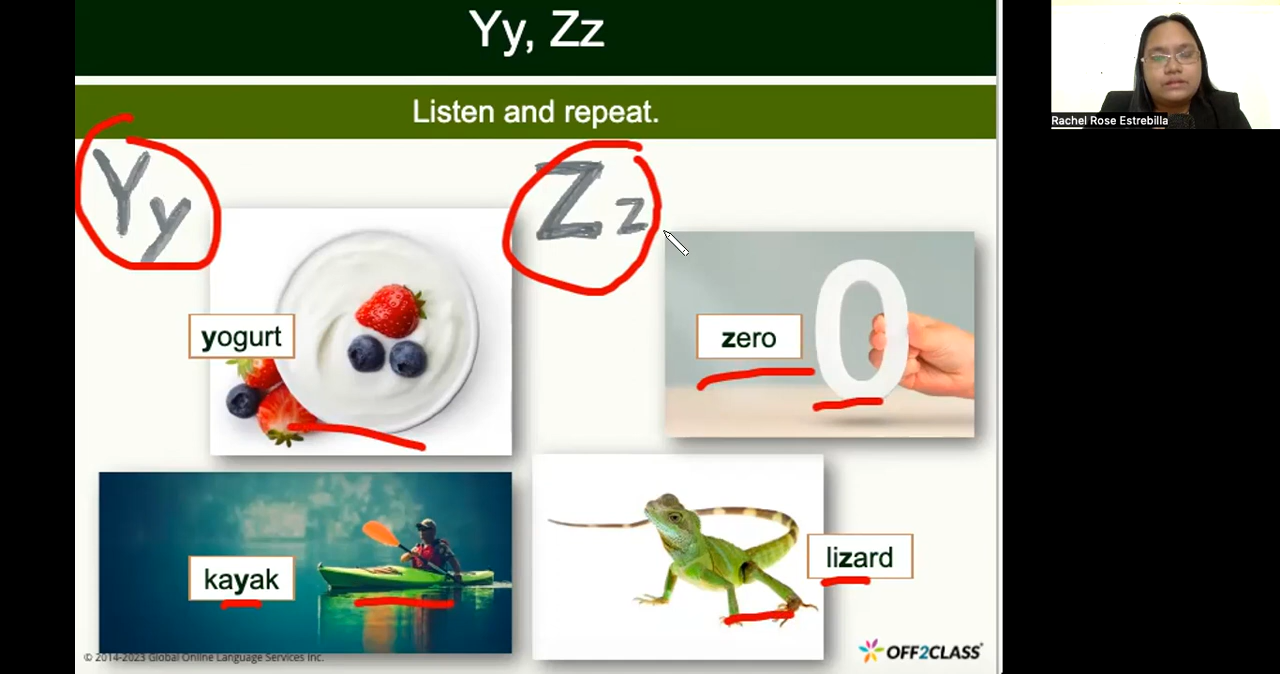 Yy, Zz
Listen and repeat.
Yy
Zz
yogurt
zero
0
kayak
lizard
© 2014-2023 Global Online Language Services Inc.
OFF2CLASS
Rachel Rose Estrebilla